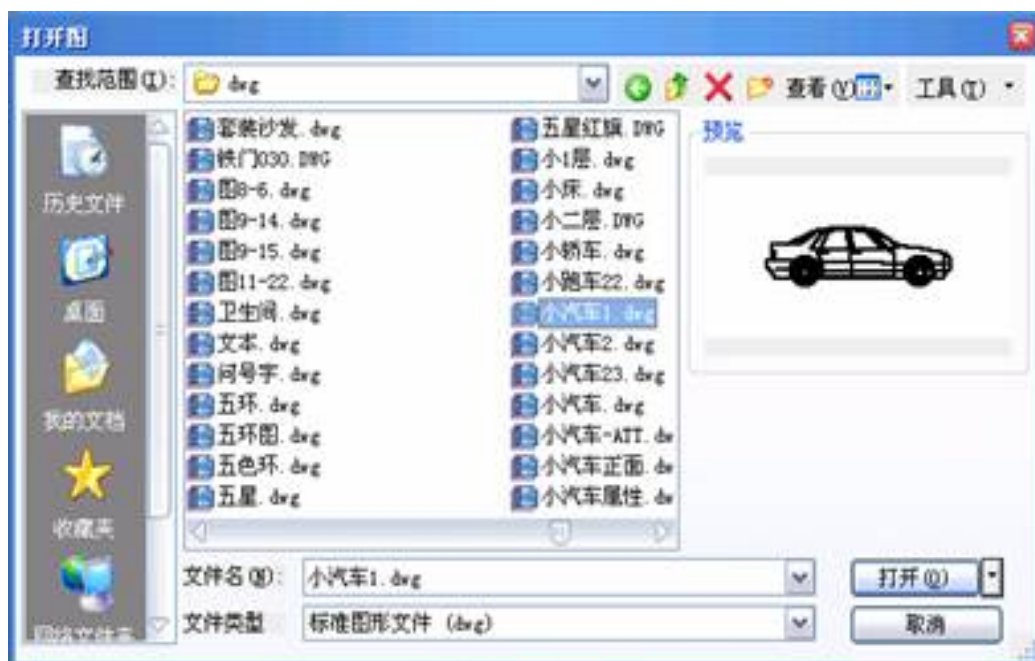 打开图
查找范围(I): dwg 查看(V) 工具(T)
历史文件
桌面
我的文档
收藏夹
套装沙发.dwg
铁门030.DWG
图8-6.dwg
图9-14.dwg
图9-15.dwg
图11-22.dwg
卫生间.dwg
文本.dwg
问号字.dwg
五环.dwg
五环图.dwg
五色环.dwg
五星.dwg
五星红旗.DWG
小1层.dwg
小床.dwg
小二层.DWG
小轿车.dwg
小跑车22.dwg
小汽车1.dwg
小汽车2.dwg
小汽车23.dwg
小汽车.dwg
小汽车-ATT.dw
小汽车正面.dw
小汽车属性.dw
预览
文件名(N): 小汽车1.dwg 打开(O)
文件类型 标准图形文件 (dwg) 取消